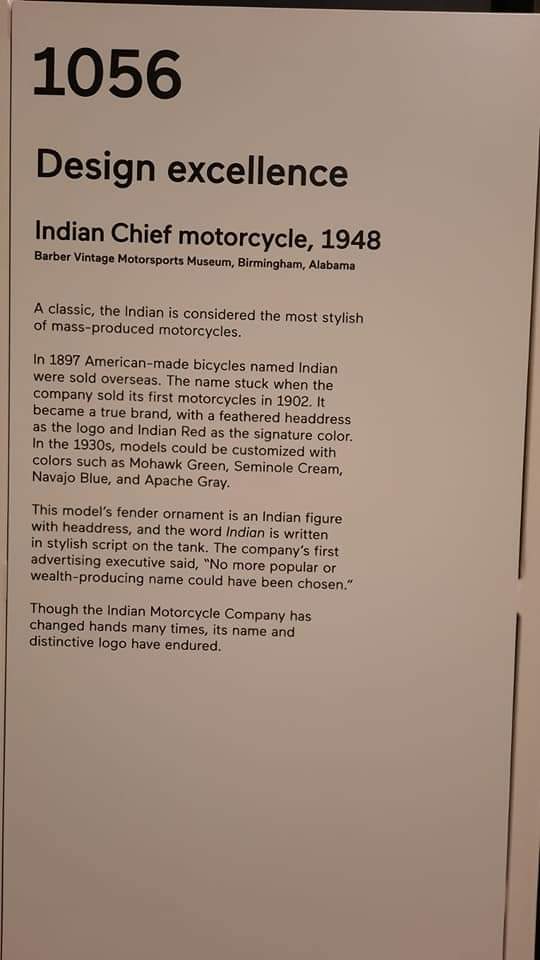 1056
Design excellence
Indian Chief motorcycle, 1948
Barber Vintage Motorsports Museum, Birmingham, Alabama
A classic, the Indian is considered the most stylish
of mass-produced motorcycles.
In 1897 American-made bicycles named Indian
were sold overseas. The name stuck when the
company sold its first motorcycles in 1902. It
became a true brand, with a feathered headdress
as the logo and Indian Red as the signature color.
In the 1930s, models could be customized with
colors such as Mohawk Green, Seminole Cream,
Navajo Blue, and Apache Gray.
This model's fender ornament is an Indian figure
with headdress, and the word Indian is written
in stylish script on the tank. The company's first
advertising executive said, “No more popular or
wealth-producing name could have been chosen.”
Though the Indian Motorcycle Company has
changed hands many times, its name and
distinctive logo have endured.